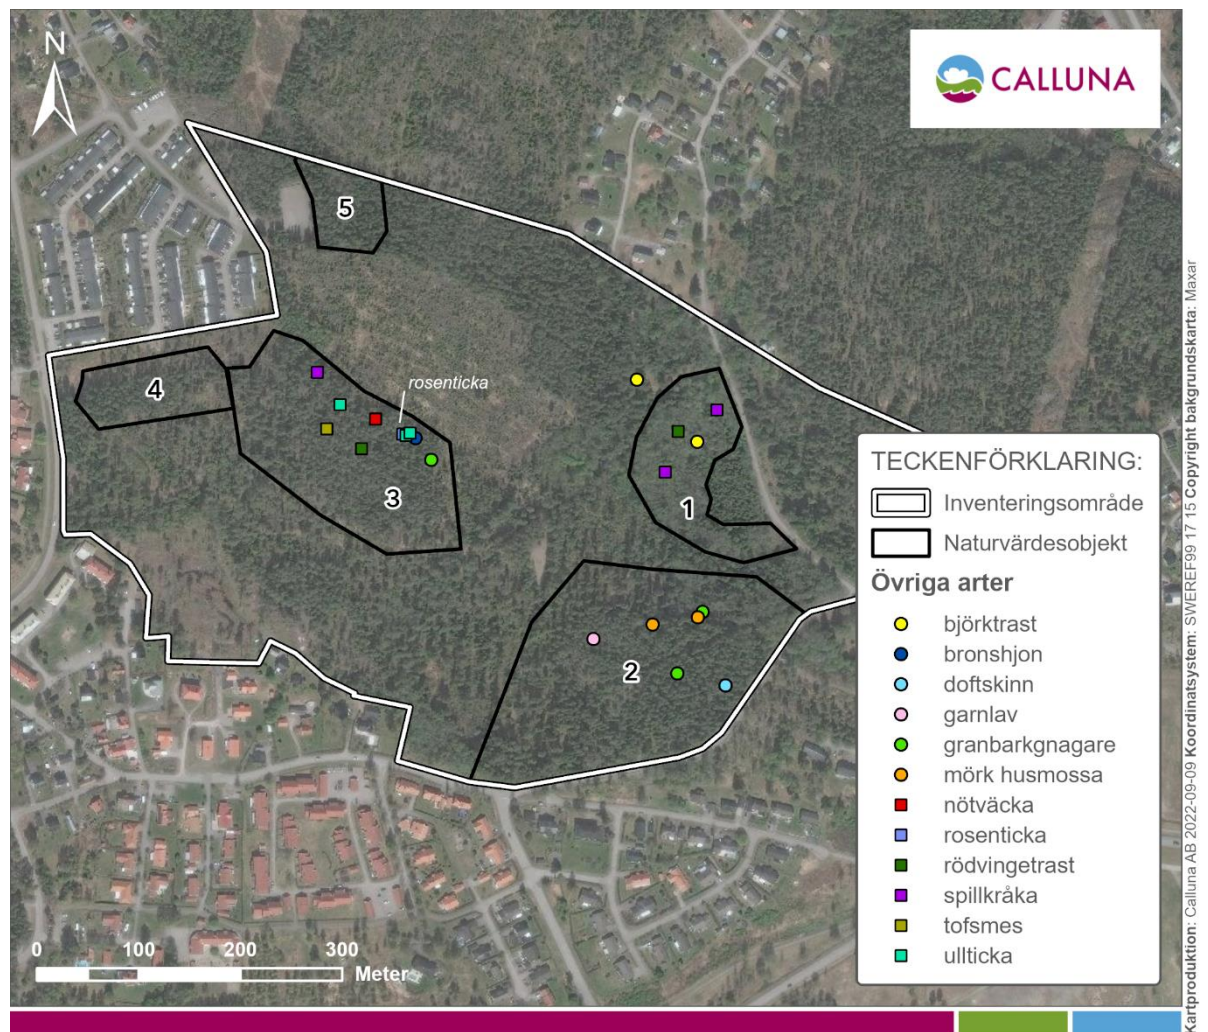 N
CALLUNA
5
4
rosenticka
3
1
2
TECKENFÖRKLARING:
Inventeringsområde
Naturvärdesobjekt
Övriga arter
björktrast
bronshjon
doftskinn
garnlav
granbarkgnagare
mörk husmossa
nötväcka
rosenticka
rödvingetrast
spillkråka
tofsmes
ullticka
0 100 200 300
Meter
Kartproduktion: Calluna AB 2022-09-09 Koordinatsystem: SWEREF99 17 15 Copyright bakgrundskarta: Maxar